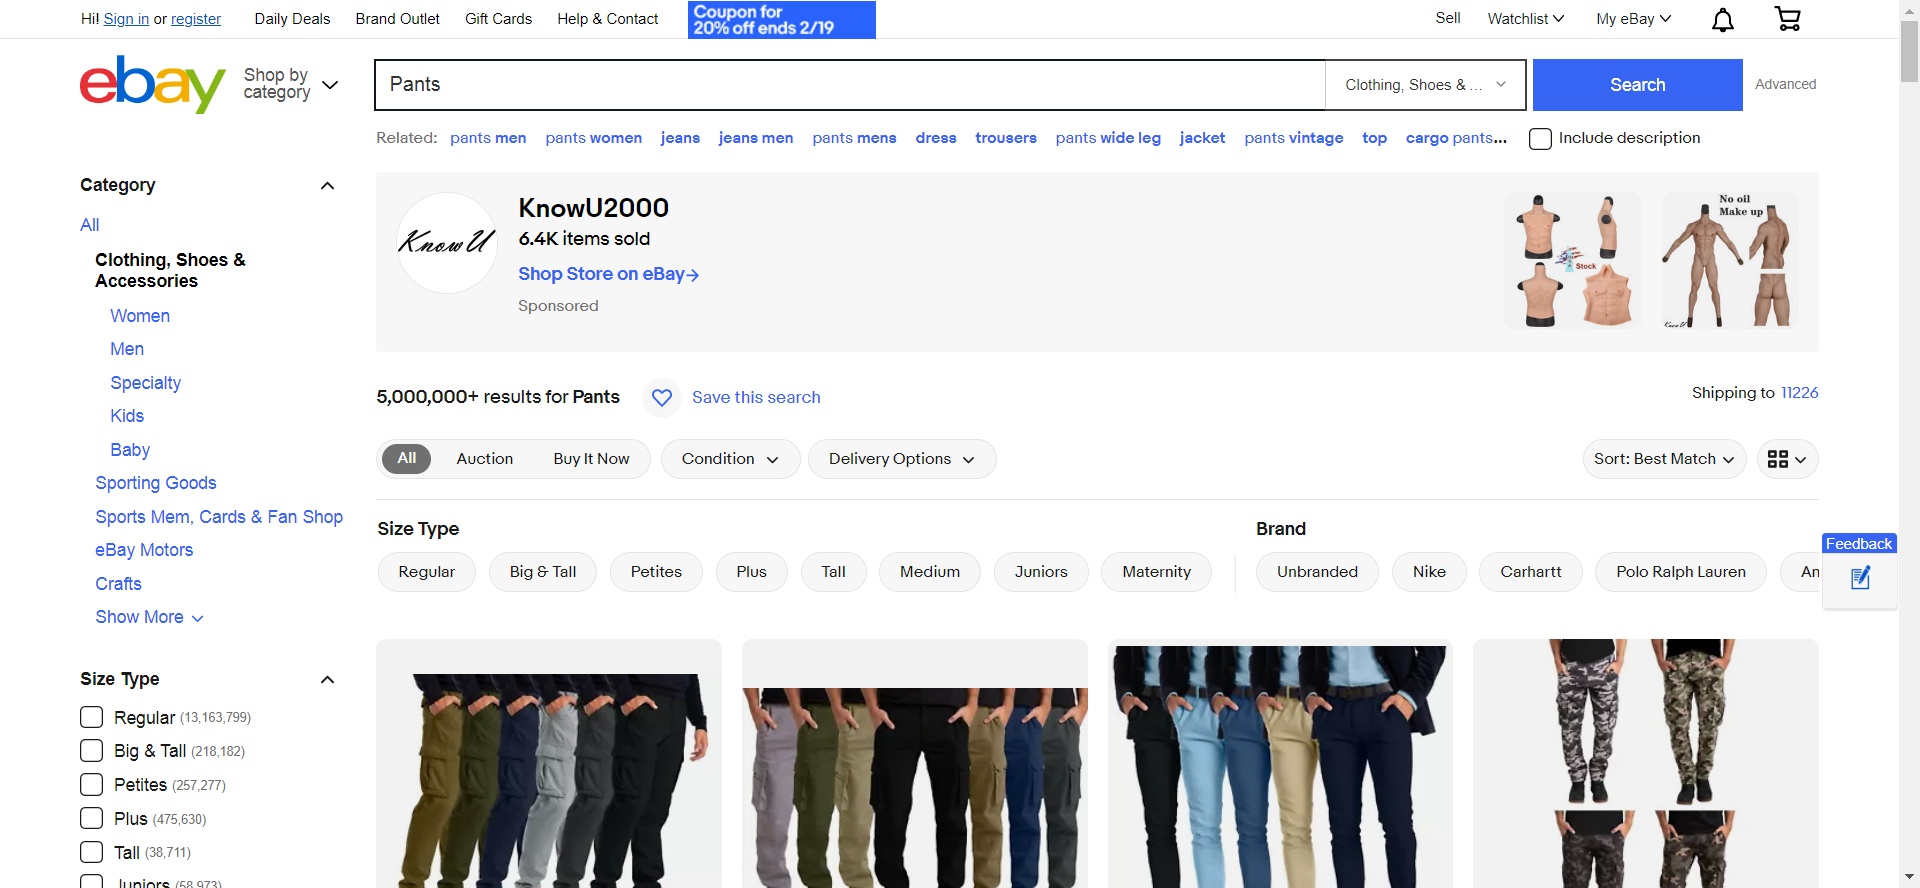 Hi! Sign in or register
Daily Deals
Brand Outlet
Gift Cards
Help & Contact
Coupon for
20% off ends 2/19
Sell
Watchlist
My eBay
ebay
Shop by
category
Pants
Clothing, Shoes & ...
Search
Advanced
Related: pants men pants women jeans jeans men pants mens dress trousers pants wide leg jacket pants vintage top cargo pants...
Include description
Category
All
Clothing, Shoes &
Accessories
Women
Men
Specialty
Kids
Baby
Sporting Goods
Sports Mem, Cards & Fan Shop
eBay Motors
Crafts
Show More
Size Type
Regular (13,163,799)
Big & Tall (218,182)
Petites (257,277)
Plus (475,630)
Tall (38,711)
Juniors (58,973)
KnowU
KnowU2000
6.4K items sold
Shop Store on eBay
Sponsored
Stock
No oil
Make up
KnowU
5,000,000+ results for Pants
Save this search
Shipping to 11226
All
Auction
Buy It Now
Condition
Delivery Options
Sort: Best Match
Size Type
Regular
Big & Tall
Petites
Plus
Tall
Medium
Juniors
Maternity
Brand
Unbranded
Nike
Carhartt
Polo Ralph Lauren
An
Feedback